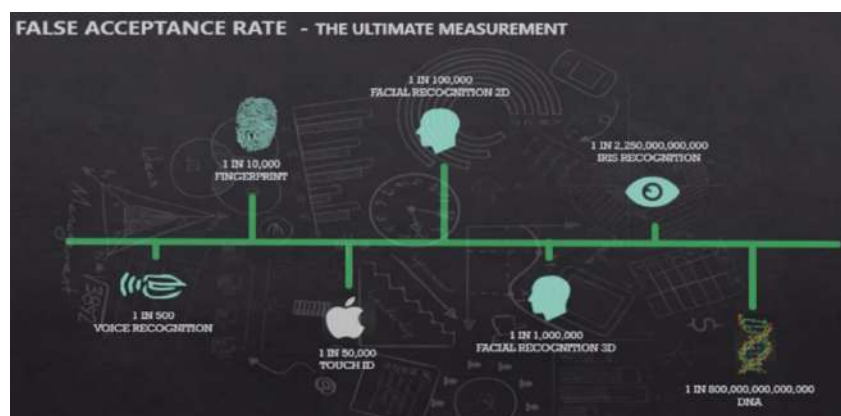 FALSE ACCEPTANCE RATE - THE ULTIMATE MEASUREMENT
1 IN 100,000
FACIAL RECOGNITION 2D
1 IN 10,000
FINGERPRINT
1 IN 2,250,000,000,000
IRIS RECOGNITION
1 IN 500
VOICE RECOGNITION
1 IN 50,000
TOUCH ID
1 IN 1,000,000
FACIAL RECOGNITION 3D
1 IN 800,000,000,000,000
DNA
Ideas
Management